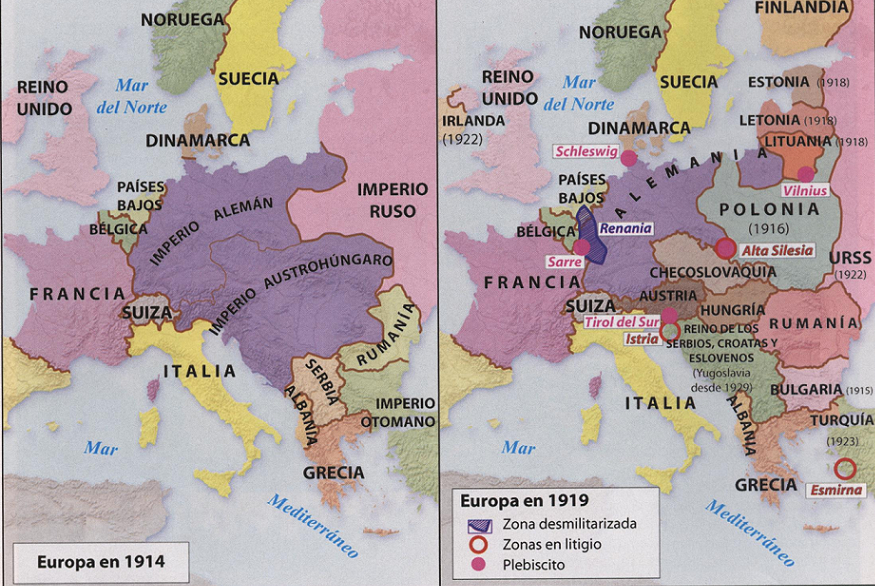 NORUEGA
SUECIA
REINO
UNIDO
Mar
del Norte
DINAMARCA
PAÍSES
BAJOS
BÉLGICA
IMPERIO ALEMÁN
IMPERIO
RUSO
IMPERIO AUSTROHÚNGARO
FRANCIA
SUIZA
RUMANÍA
ITALIA
SERBIA
ALBANÍA
IMPERIO
OTOMANO
Mar
GRECIA
Mediterráneo
Europa en 1914
FINLANDIA
NORUEGA
SUECIA
REINO
UNIDO
Mar
del Norte
ESTONIA (1918)
IRLANDA
(1922)
LETONIA (1918)
DINAMARCA
LITUANIA (1918)
Schleswig
ALEMANIA
PAÍSES
BAJOS
Vilnius
POLONIA
(1916)
BÉLGICA
Renania
Sarre
Alta Silesia
URSS
(1922)
CHECOSLOVAQUIA
FRANCIA
AUSTRIA
SUIZA
HUNGRÍA
Tirol del Sur
RUMANÍA
Istria
REINO DE LOS
SERBIOS, CROATAS Y
ESLOVENOS
(Yugoslavia
desde 1929)
BULGARIA (1915)
ITALIA
ALBANIA
TURQUÍA
(1923)
Mar
GRECIA
Esmirna
Mediterráneo
Europa en 1919
Zona desmilitarizada
Zonas en litigio
Plebiscito